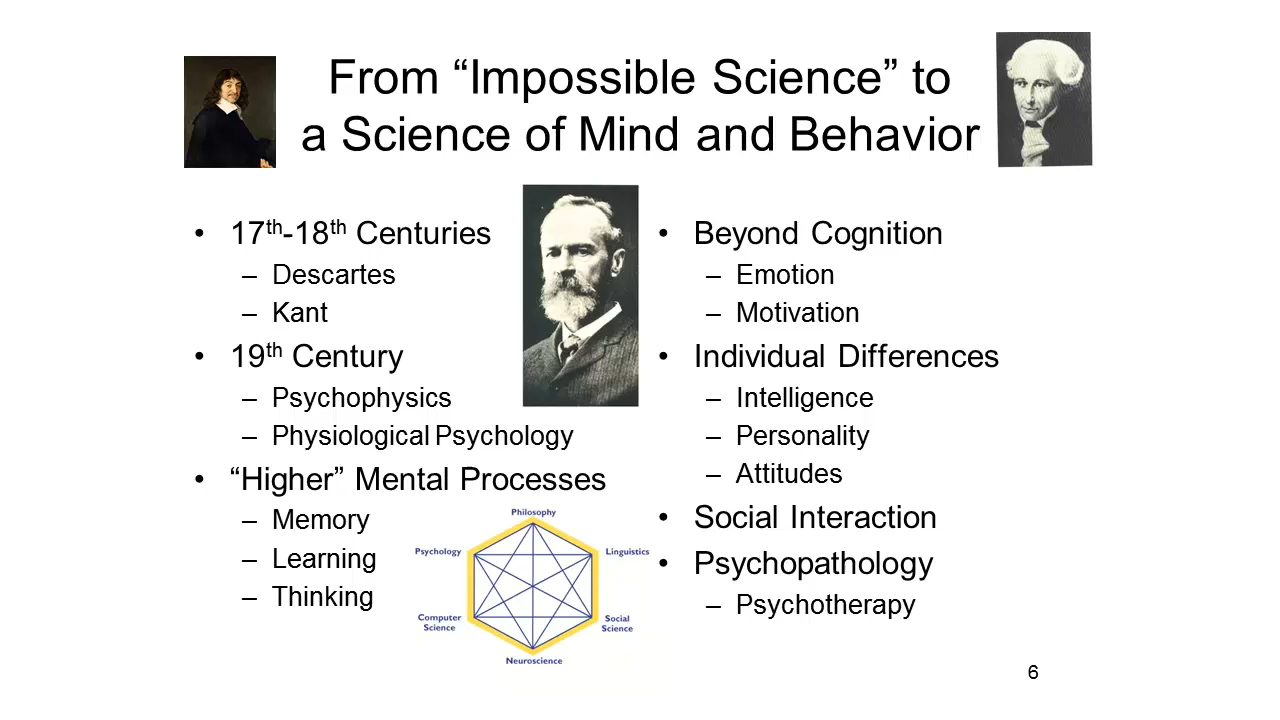 From “Impossible Science” to
a Science of Mind and Behavior
• 17th-18th Centuries
– Descartes
– Kant
• 19th Century
– Psychophysics
– Physiological Psychology
• “Higher” Mental Processes
– Memory
– Learning
– Thinking
Philosophy
Psychology
Linguistics
Computer
Science
Social
Science
Neuroscience
• Beyond Cognition
– Emotion
– Motivation
• Individual Differences
– Intelligence
– Personality
– Attitudes
• Social Interaction
• Psychopathology
– Psychotherapy
6